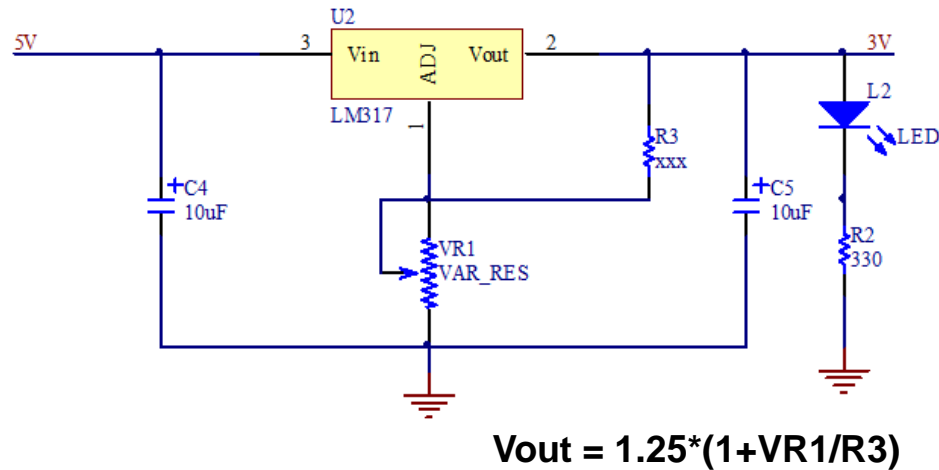 U2
5V
3
Vin
ADJ
Vout
2
3V
LM317
1
L2
LED
R3
xxx
C4
10uF
C5
10uF
VR1
VAR_RES
R2
330
Vout = 1.25*(1+VR1/R3)